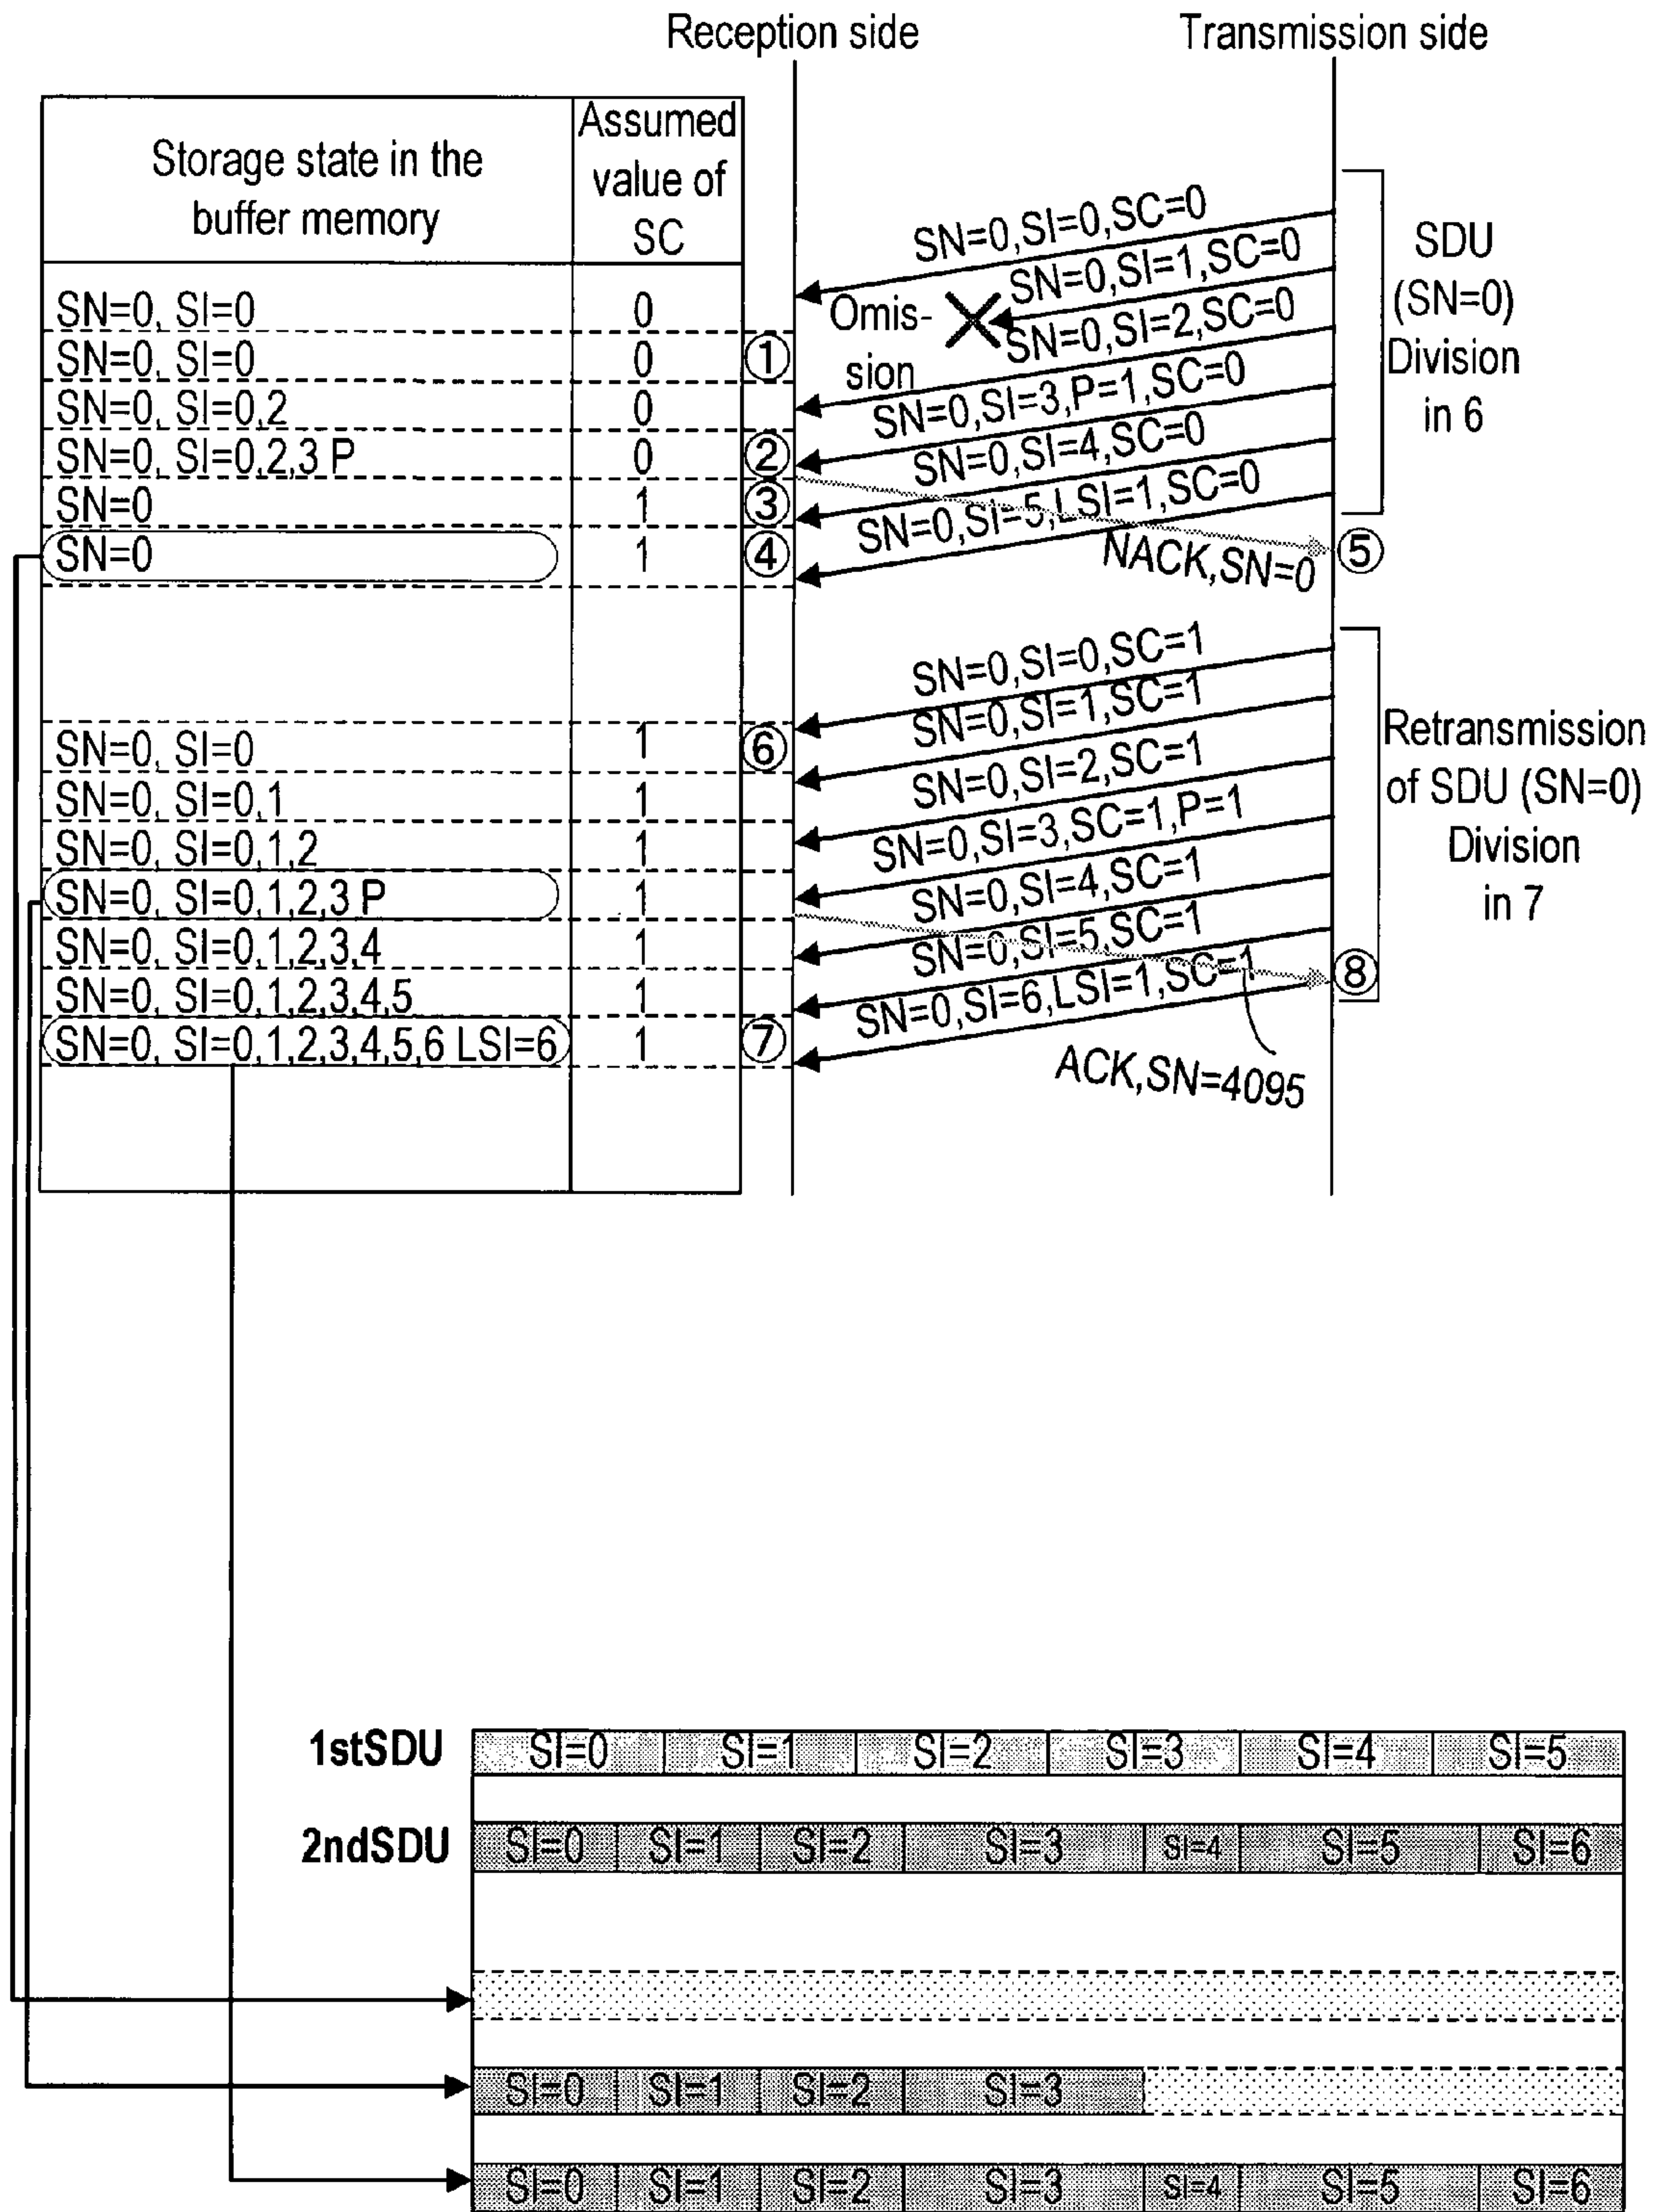 Reception side
Transmission side
Storage state in the
buffer memory
Assumed
value of
SC
SN=0, SI=0
0
SN=0, SI=0
0
①
SN=0, SI=0,2
0
SN=0, SI=0,2,3 P
0
②
SN=0
1
③
SN=0
1
④
SN=0,SI=0,SC=0
SN=0,SI=1,SC=0
Omis-
sion
SN=0,SI=2,SC=0
SN=0,SI=3,P=1,SC=0
SN=0,SI=4,SC=0
SN=0,SI=5,LSI=1,SC=0
NACK,SN=0
⑤
SDU
(SN=0)
Division
in 6
SN=0, SI=0
1
⑥
SN=0, SI=0,1
1
SN=0, SI=0,1,2
1
SN=0, SI=0,1,2,3 P
1
SN=0, SI=0,1,2,3,4
1
SN=0, SI=0,1,2,3,4,5
1
SN=0, SI=0,1,2,3,4,5,6 LSI=6
1
⑦
SN=0,SI=0,SC=1
SN=0,SI=1,SC=1
SN=0,SI=2,SC=1
SN=0,SI=3,SC=1,P=1
SN=0,SI=4,SC=1
SN=0,SI=5,SC=1
SN=0,SI=6,LSI=1,SC=1
ACK,SN=4095
⑧
Retransmission
of SDU (SN=0)
Division
in 7
1stSDU SI=0 SI=1 SI=2 SI=3 SI=4 SI=5
2ndSDU SI=0 SI=1 SI=2 SI=3 SI=4 SI=5 SI=6
SI=0 SI=1 SI=2 SI=3
SI=0 SI=1 SI=2 SI=3 SI=4 SI=5 SI=6